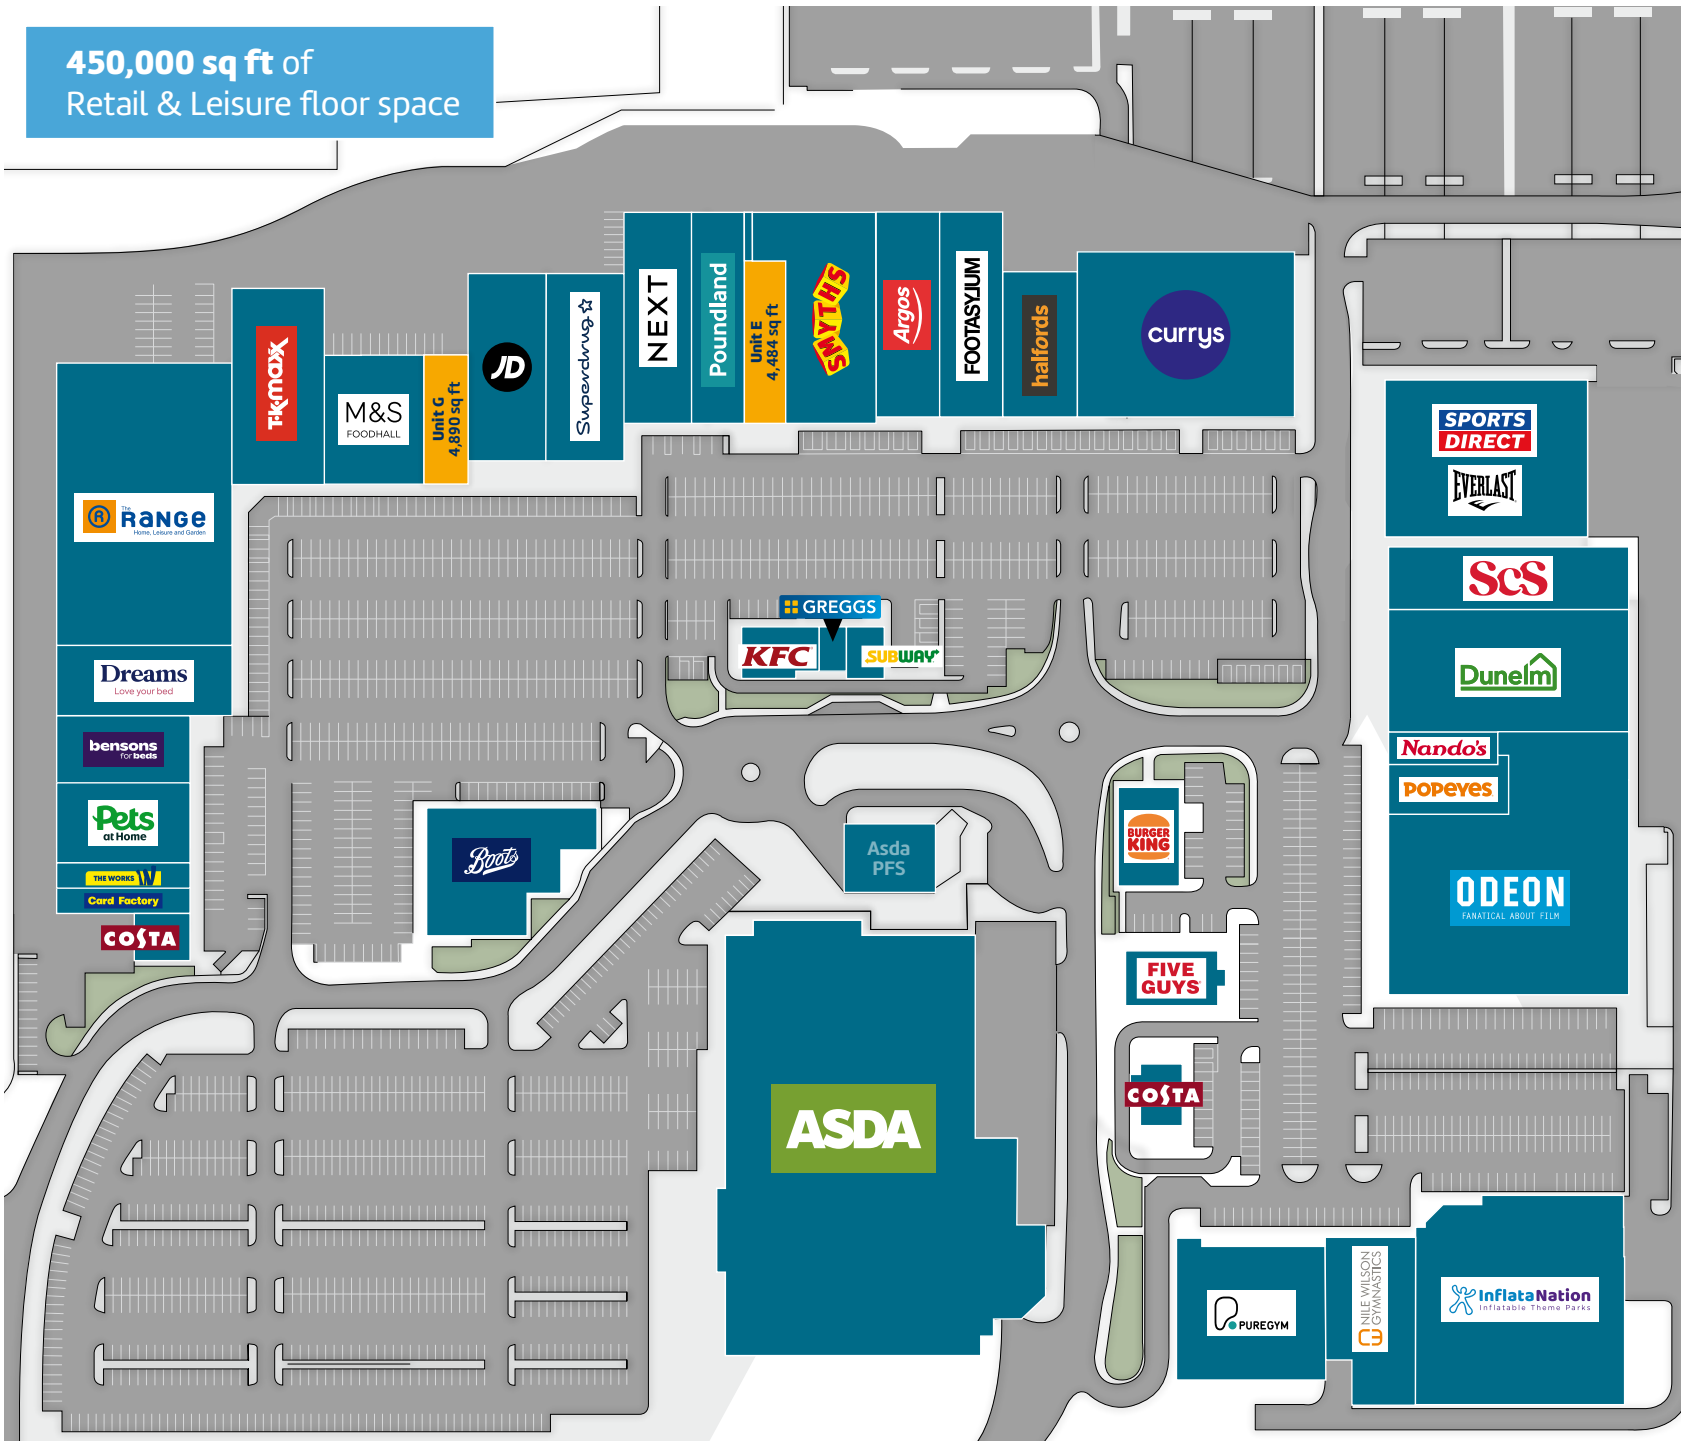 450,000 sq ft of
Retail & Leisure floor space
TK maxx
M&S
FOODHALL
Unit G
4,890 sq ft
JD
Superdrug
NEXT
Poundland
Unit E
4,484 sq ft
SMYTHS
Argos
FOOTASYLUM
halfords
currys
SPORTS
DIRECT
EVERLAST
The
RANGE
Home, Leisure and Garden
ScS
GREGGS
KFC
SUBWAY
Dreams
Love your bed
Dunelm
bensons
for beds
Nando's
POPEYES
Pets
at Home
BURGER
KING
Boots
Asda
PFS
THE WORKS W
Card Factory
ODEON
FANATICAL ABOUT FILM
COSTA
FIVE
GUYS
COSTA
ASDA
PUREGYM
NILE WILSON
GYMNASTICS
InflataNation
Inflatable Theme Parks